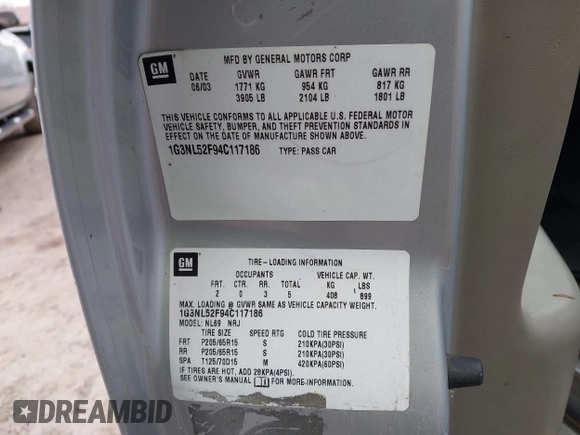 GM
MFD BY GENERAL MOTORS CORP
DATE GVWR GAWR FRT GAWR RR
06/03 1771 KG 954 KG 817 KG
3905 LB 2104 LB 1801 LB
THIS VEHICLE CONFORMS TO ALL APPLICABLE U.S. FEDERAL MOTOR
VEHICLE SAFETY, BUMPER, AND THEFT PREVENTION STANDARDS IN
EFFECT ON THE DATE OF MANUFACTURE SHOWN ABOVE.
1G3NL52F94C117186 TYPE: PASS CAR
GM
TIRE-LOADING INFORMATION
OCCUPANTS VEHICLE CAP. WT.
FRT. CTR. RR. TOTAL KG LBS
2 0 3 5 408 899
MAX. LOADING @ GVWR SAME AS VEHICLE CAPACITY WEIGHT.
1G3NL52F94C117186
MODEL: NL69 NRJ
TIRE SIZE SPEED RTG COLD TIRE PRESSURE
FRT P205/65R15 S 210KPA(30PSI)
RR P205/65R15 S 210KPA(30PSI)
SPA T125/70D15 M 420KPA(60PSI)
IF TIRES ARE HOT, ADD 28KPA(4PSI).
SEE OWNER'S MANUAL FOR MORE INFORMATION.
DREAMBID